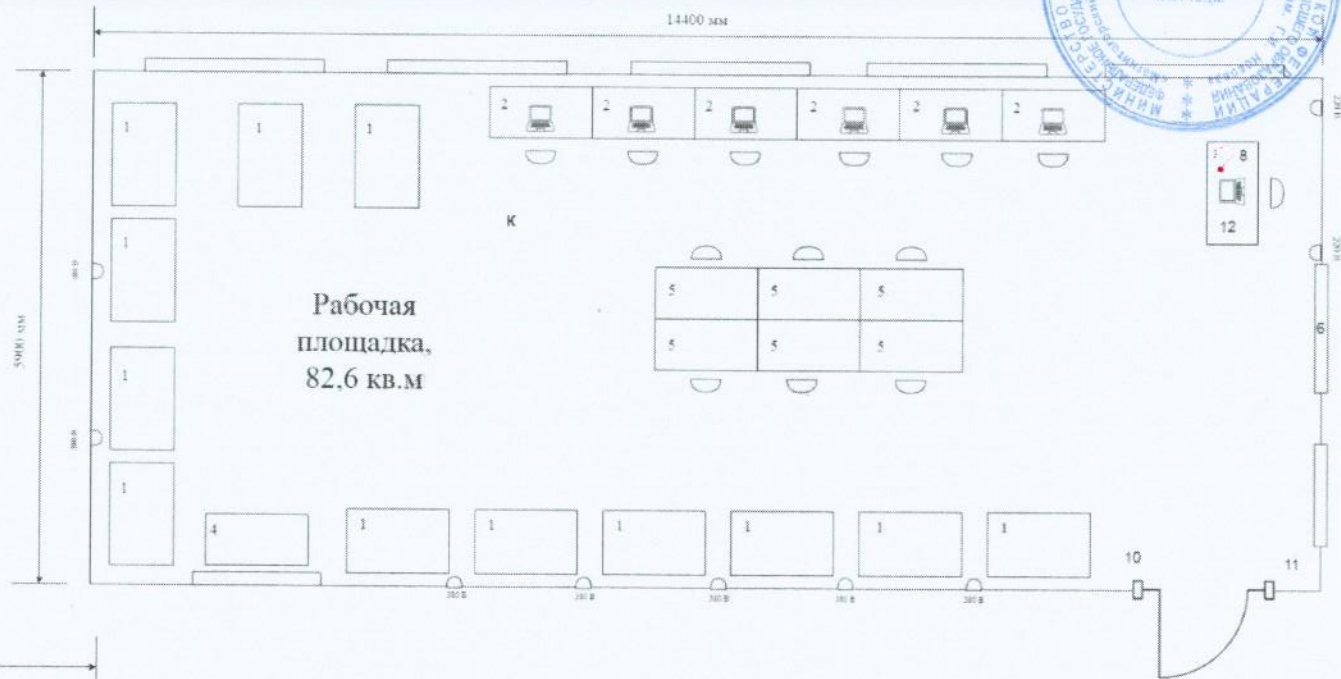 14400 мм
МИНИСТЕРСТВО
2 2 2 2 2 2
1 1 1
220 В
8
12
1
К
380 В
220 В
Рабочая
площадка,
82,6 кв.м
5900 мм
5 5 5
5 5 5
6
1
380 В
1
4
1 1 1 1 1 1
10
11
380 В 380 В 380 В 380 В 380 В